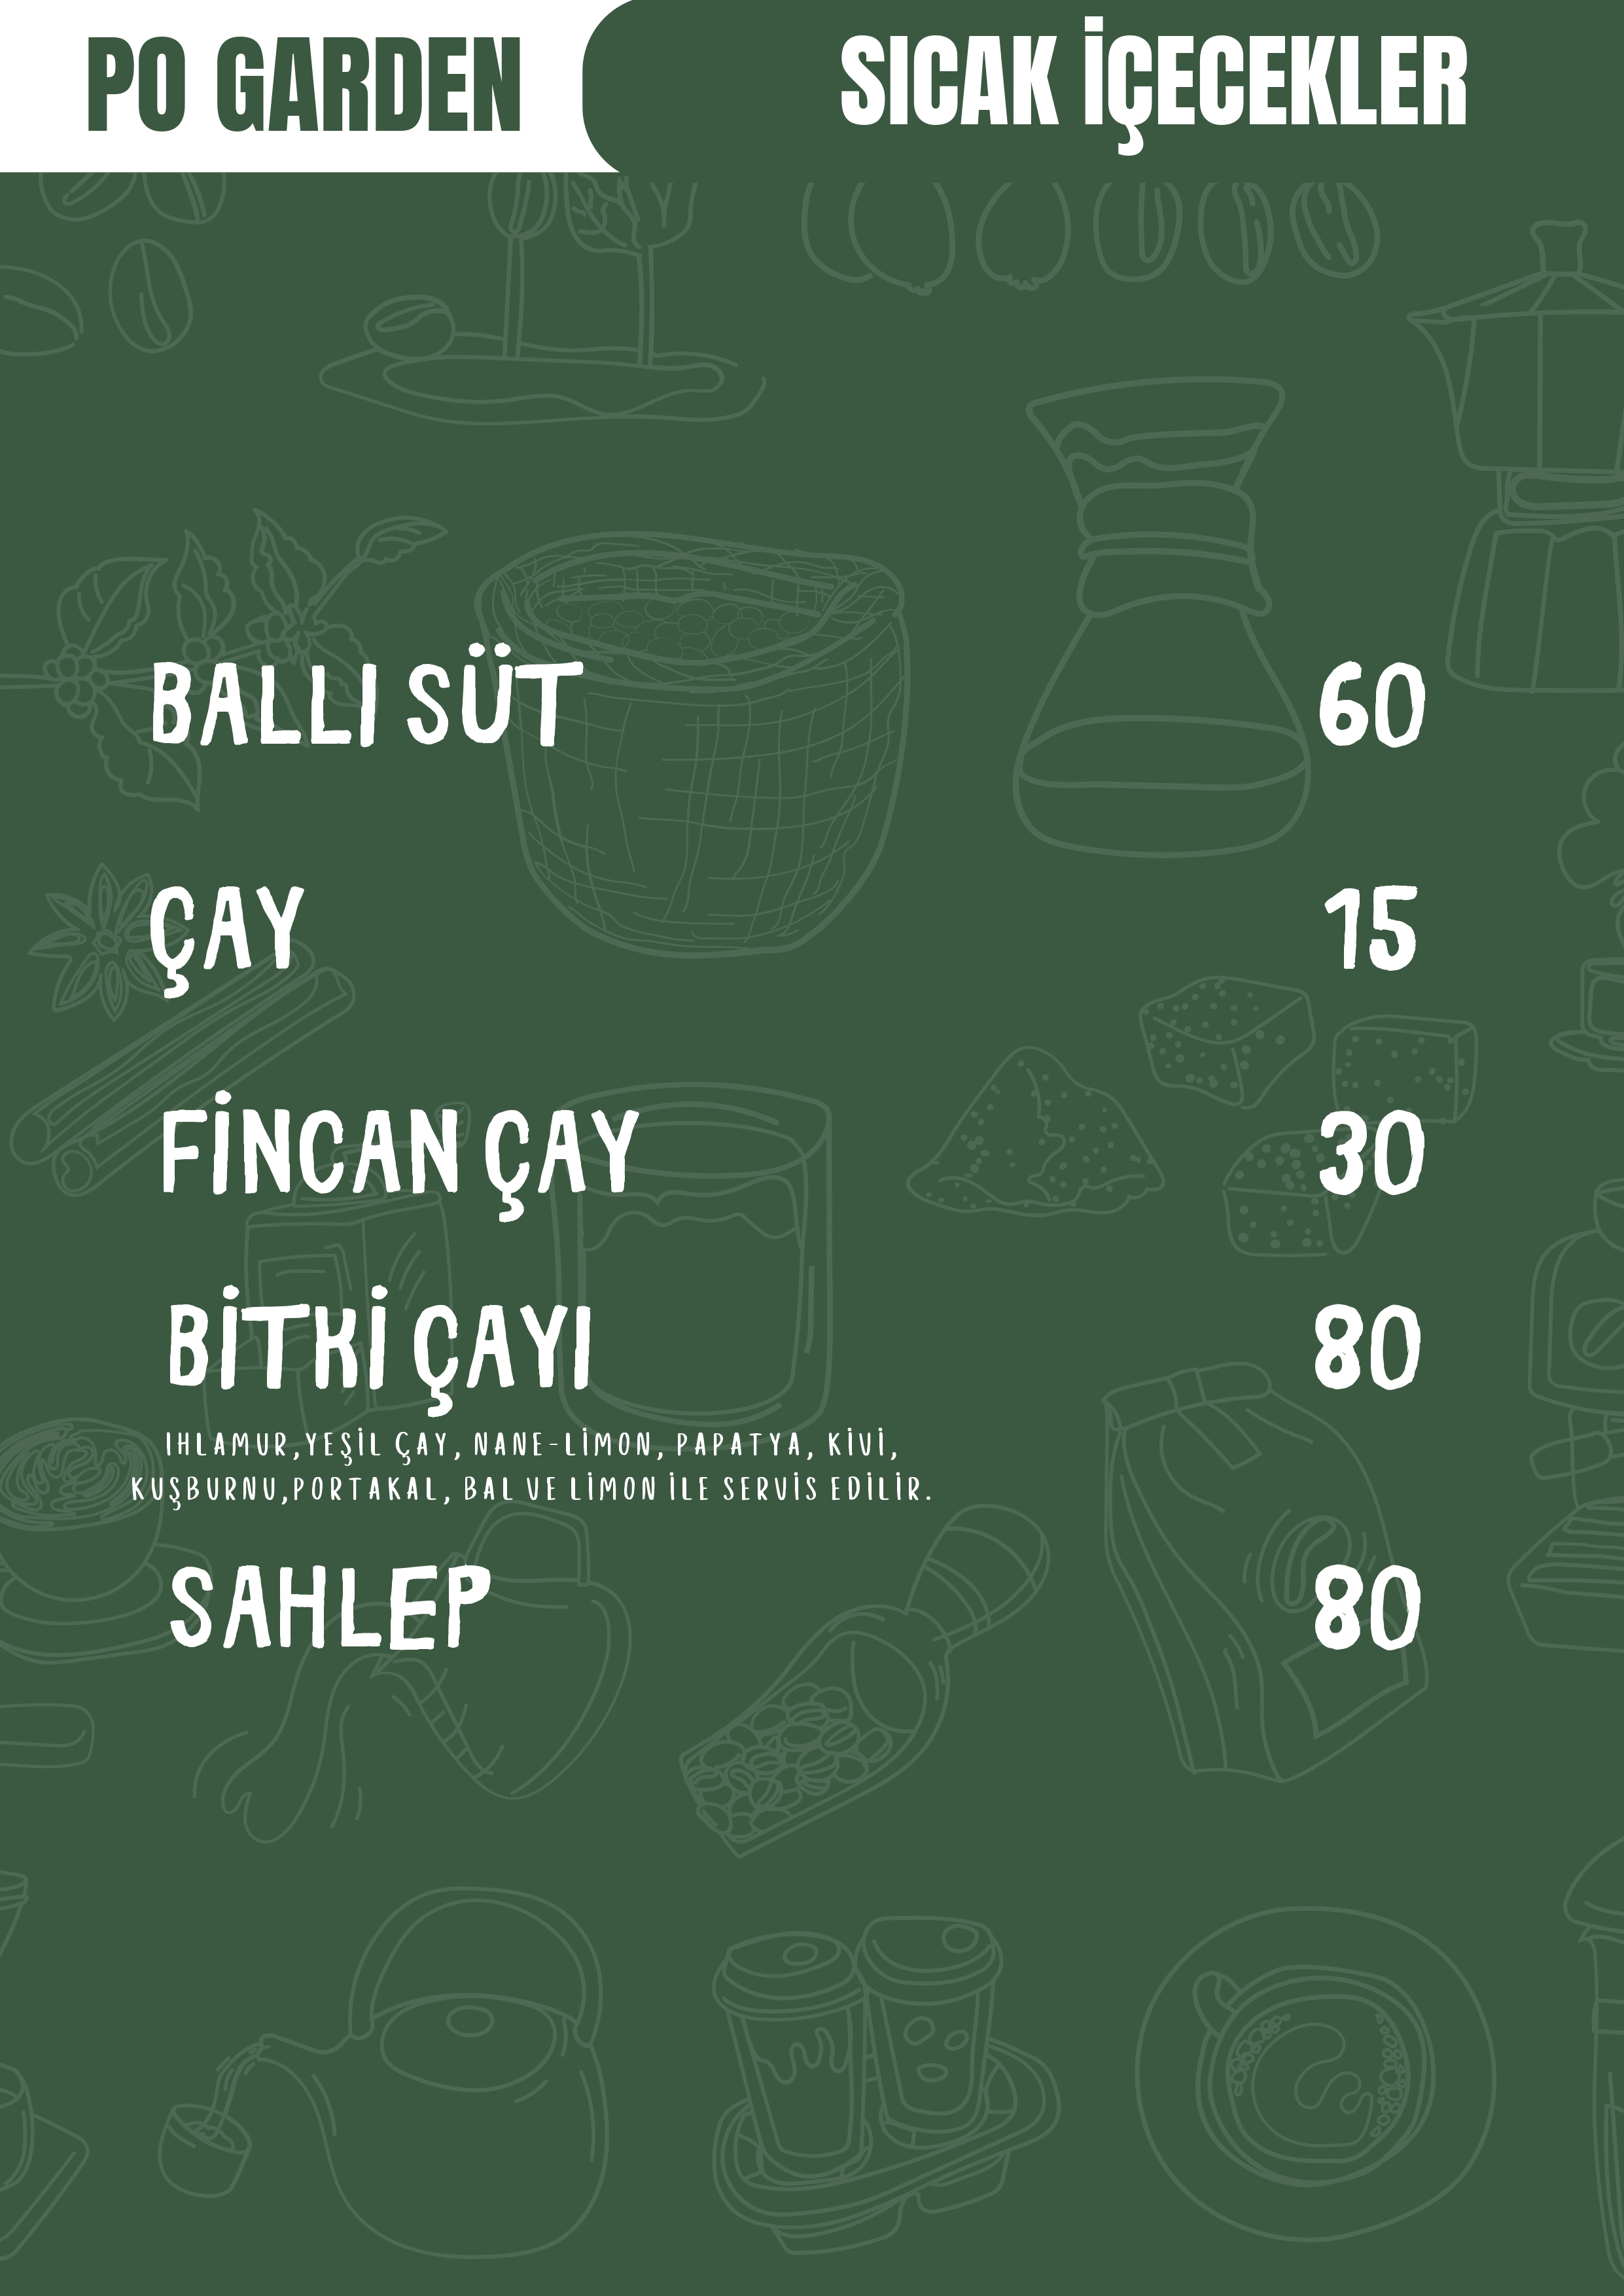 PO GARDEN
SICAK İÇECEKLER
BALLI SÜT 60
ÇAY 15
FİNCAN ÇAY 30
BİTKİ ÇAYI 80
IHLAMUR,YEŞİL ÇAY, NANE-LİMON, PAPATYA, KİVİ,
KUŞBURNU,PORTAKAL, BAL VE LİMON İLE SERVİS EDİLİR.
SAHLEP 80